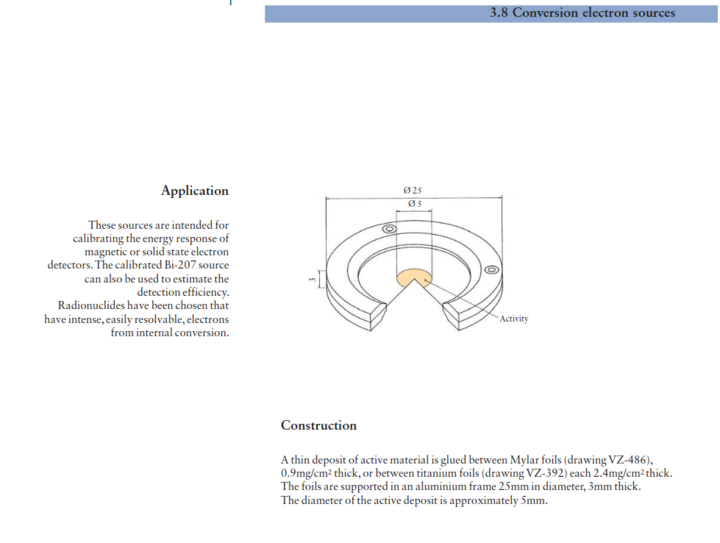 3.8 Conversion electron sources
Application
These sources are intended for
calibrating the energy response of
magnetic or solid state electron
detectors. The calibrated Bi-207 source
can also be used to estimate the
detection efficiency.
Radionuclides have been chosen that
have intense, easily resolvable, electrons
from internal conversion.
Ø 25
Ø 5
3
Activity
Construction
A thin deposit of active material is glued between Mylar foils (drawing VZ-486),
0.9mg/cm² thick, or between titanium foils (drawing VZ-392) each 2.4mg/cm² thick.
The foils are supported in an aluminium frame 25mm in diameter, 3mm thick.
The diameter of the active deposit is approximately 5mm.